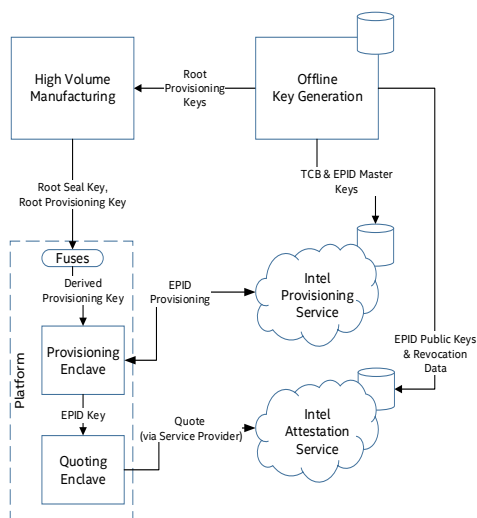 High Volume
Manufacturing
Root
Provisioning
Keys
Offline
Key Generation
TCB & EPID Master
Keys
Root Seal Key,
Root Provisioning Key
Fuses
Derived
Provisioning Key
EPID
Provisioning
Intel
Provisioning
Service
Platform
Provisioning
Enclave
EPID Public Keys
& Revocation
Data
EPID Key
Quote
(via Service Provider)
Intel
Attestation
Service
Quoting
Enclave